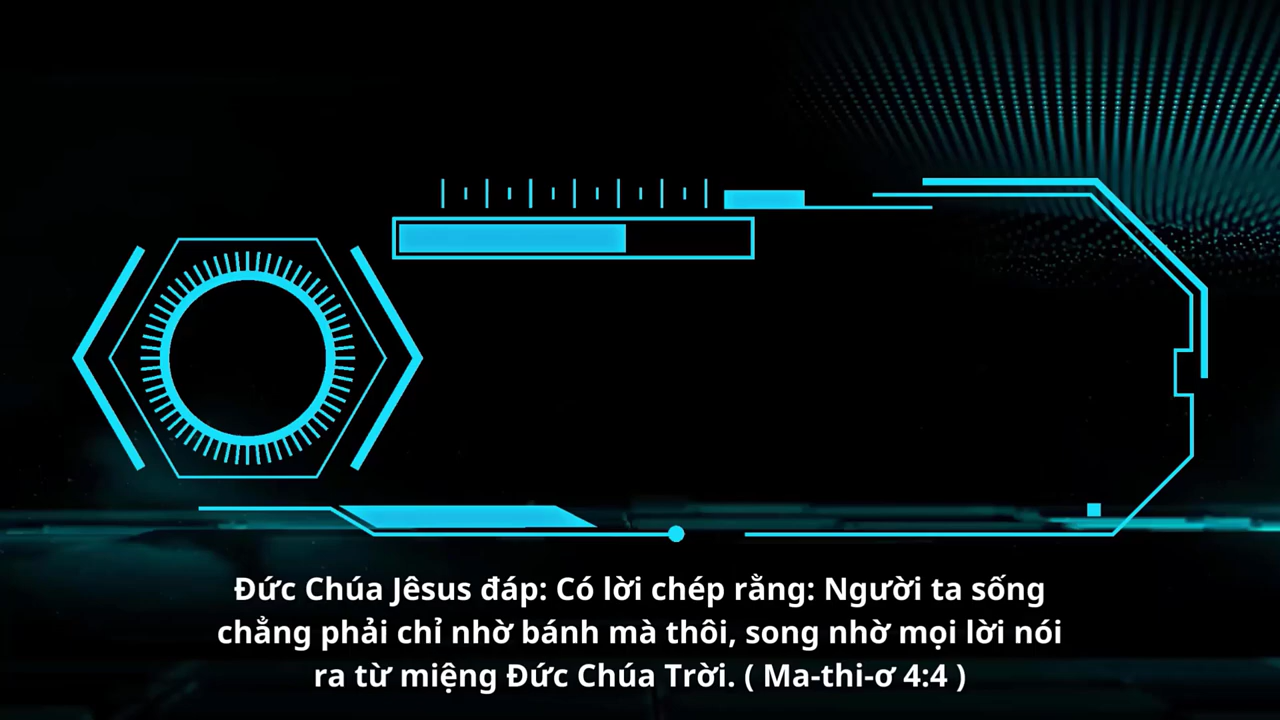 Đức Chúa Jêsus đáp: Có lời chép rằng: Người ta sống
chẳng phải chỉ nhờ bánh mà thôi, song nhờ mọi lời nói
ra từ miệng Đức Chúa Trời. ( Ma-thi-ơ 4:4 )